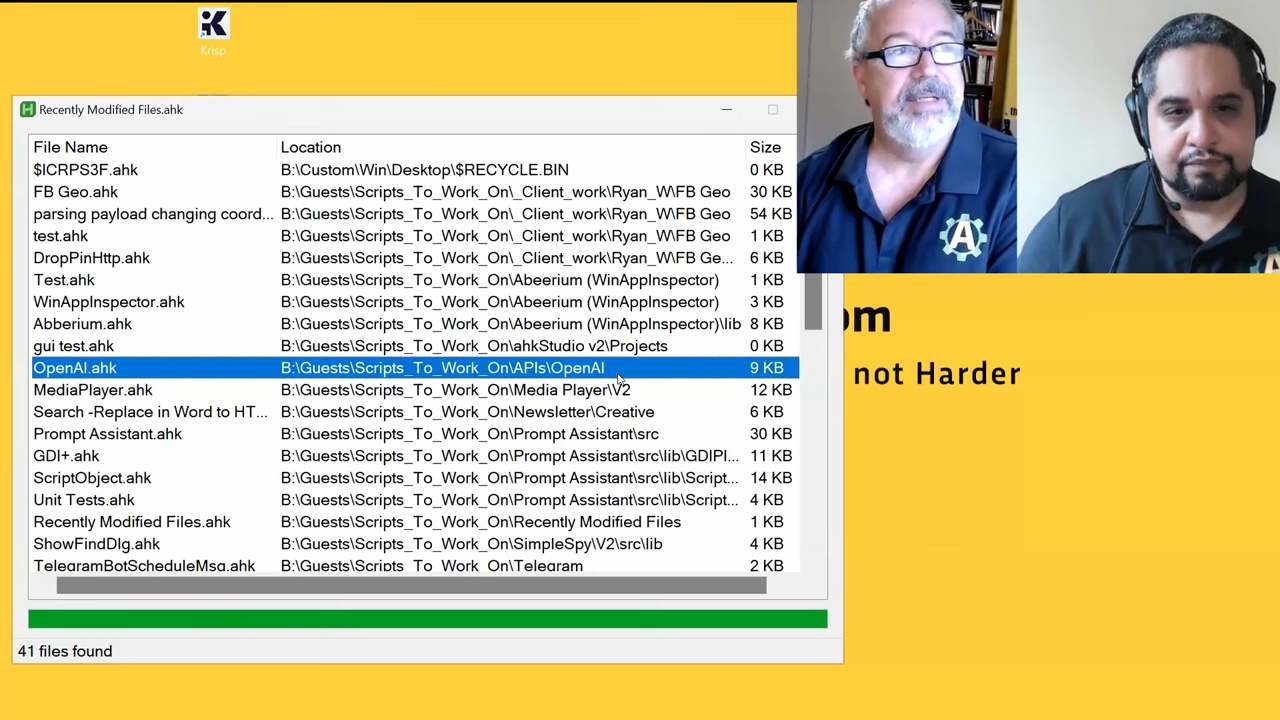 Krisp
Recently Modified Files.ahk
File Name Location Size
$ICRPS3F.ahk B:\Custom\Win\Desktop\$RECYCLE.BIN 0 KB
FB Geo.ahk B:\Guests\Scripts_To_Work_On\_Client_work\Ryan_W\FB Geo 30 KB
parsing payload changing coord... B:\Guests\Scripts_To_Work_On\_Client_work\Ryan_W\FB Geo 54 KB
test.ahk B:\Guests\Scripts_To_Work_On\_Client_work\Ryan_W\FB Geo 1 KB
DropPinHttp.ahk B:\Guests\Scripts_To_Work_On\_Client_work\Ryan_W\FB Ge... 6 KB
Test.ahk B:\Guests\Scripts_To_Work_On\Abeerium (WinAppInspector) 1 KB
WinAppInspector.ahk B:\Guests\Scripts_To_Work_On\Abeerium (WinAppInspector) 3 KB
Abberium.ahk B:\Guests\Scripts_To_Work_On\Abeerium (WinAppInspector)\lib 8 KB
gui test.ahk B:\Guests\Scripts_To_Work_On\ahkStudio v2\Projects 0 KB
OpenAI.ahk B:\Guests\Scripts_To_Work_On\APIs\OpenAI 9 KB
MediaPlayer.ahk B:\Guests\Scripts_To_Work_On\Media Player\V2 12 KB
Search -Replace in Word to HT... B:\Guests\Scripts_To_Work_On\Newsletter\Creative 6 KB
Prompt Assistant.ahk B:\Guests\Scripts_To_Work_On\Prompt Assistant\src 30 KB
GDI+.ahk B:\Guests\Scripts_To_Work_On\Prompt Assistant\src\lib\GDIPI... 11 KB
ScriptObject.ahk B:\Guests\Scripts_To_Work_On\Prompt Assistant\src\lib\Script... 14 KB
Unit Tests.ahk B:\Guests\Scripts_To_Work_On\Prompt Assistant\src\lib\Script... 4 KB
Recently Modified Files.ahk B:\Guests\Scripts_To_Work_On\Recently Modified Files 1 KB
ShowFindDlg.ahk B:\Guests\Scripts_To_Work_On\SimpleSpy\V2\src\lib 4 KB
TelegramBotScheduleMsg.ahk B:\Guests\Scripts_To_Work_On\Telegram 2 KB
41 files found
om
not Harder
A